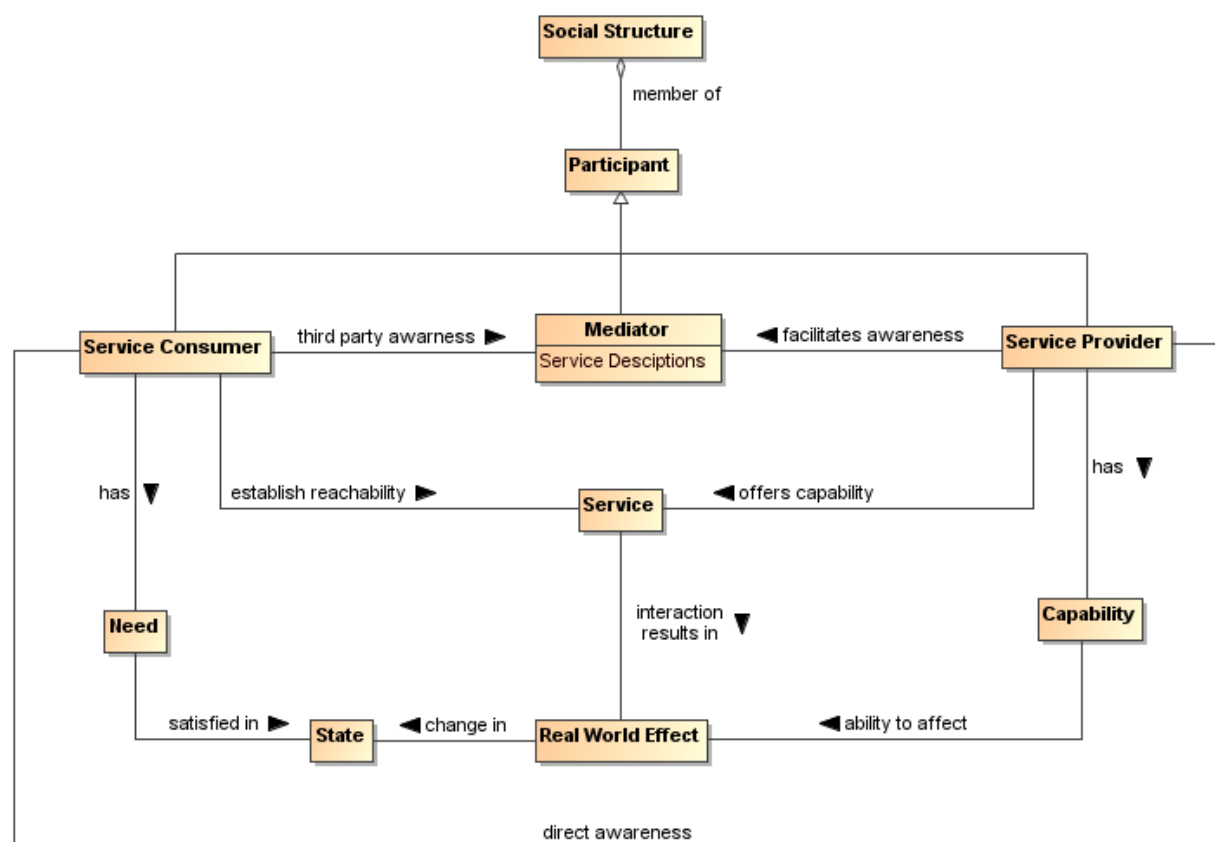 Social Structure
member of
Participant
third party awarness
Mediator
facilitates awareness
Service Consumer
Service Desciptions
Service Provider
has
establish reachability
Service
offers capability
has
Need
interaction
results in
Capability
satisfied in
State
change in
Real World Effect
ability to affect
direct awareness